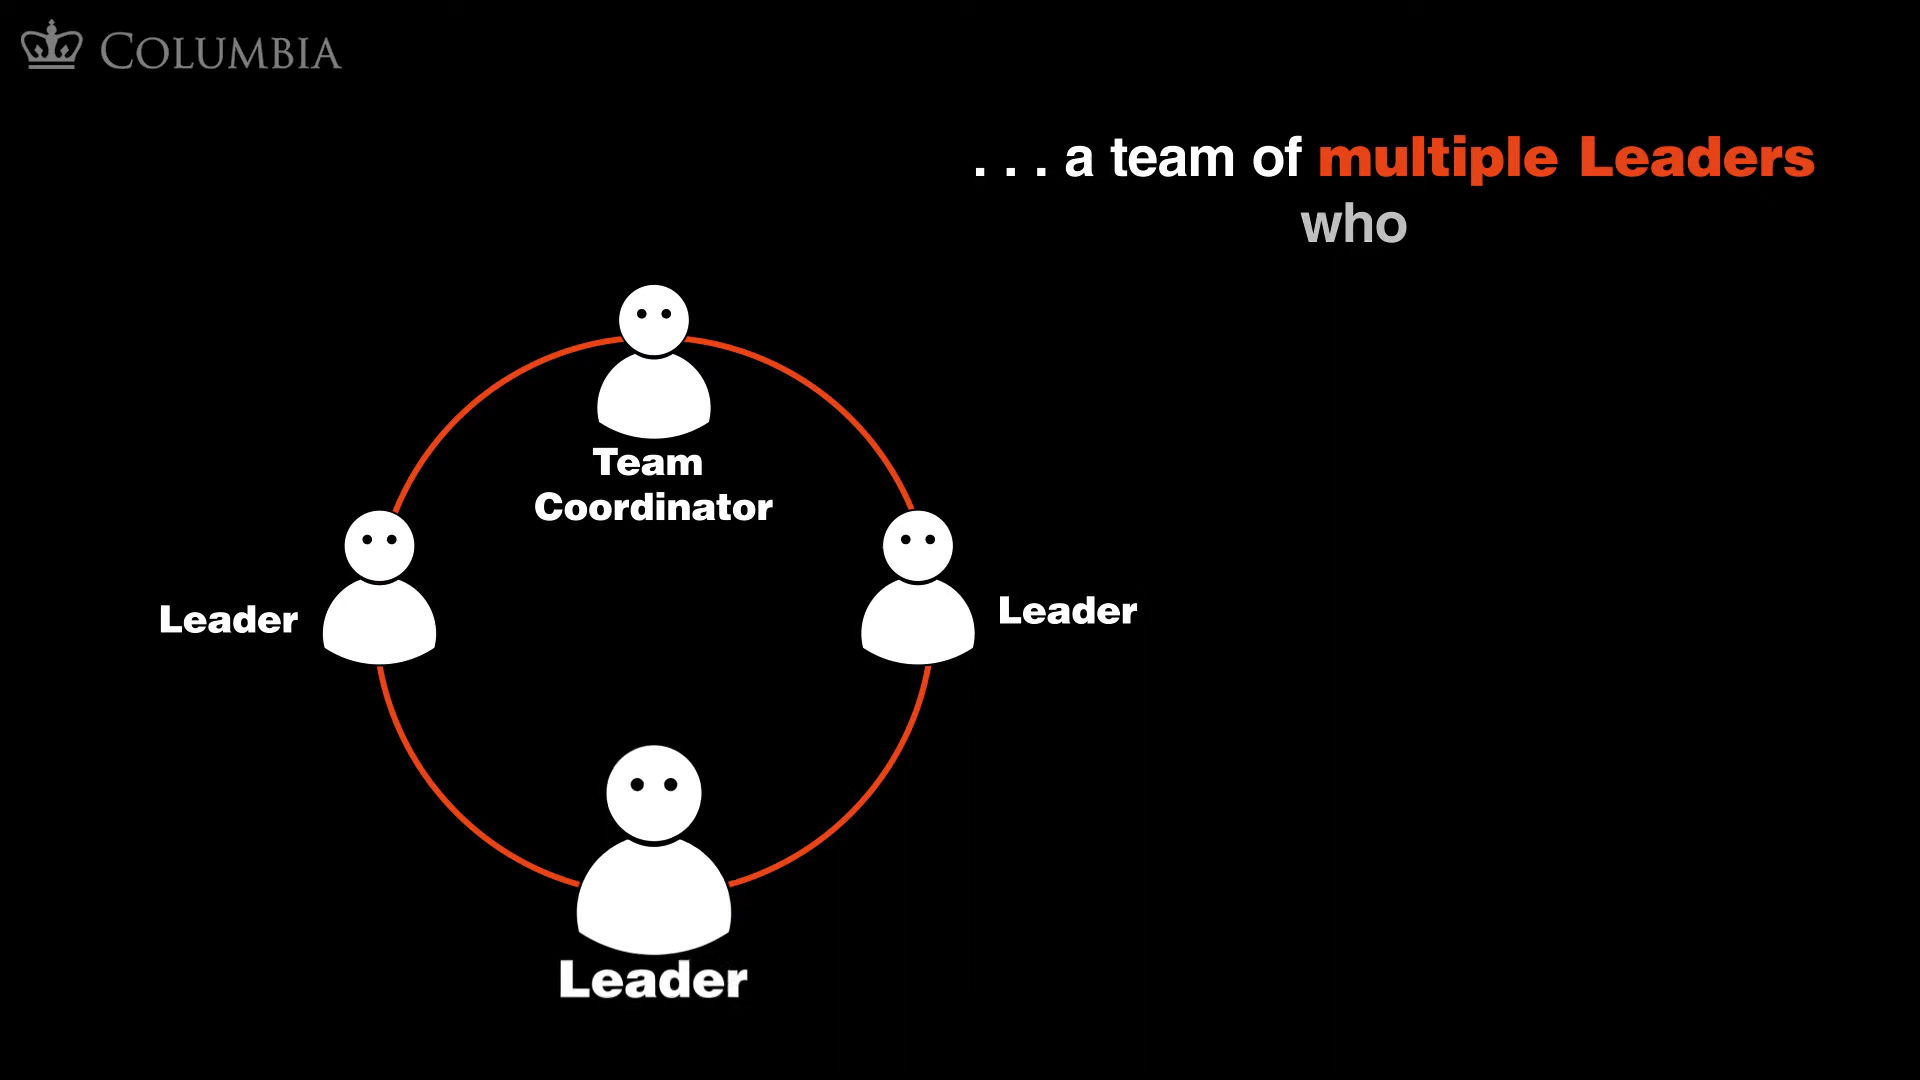 COLUMBIA
. . . a team of multiple Leaders
who
Team
Coordinator
Leader
Leader
Leader